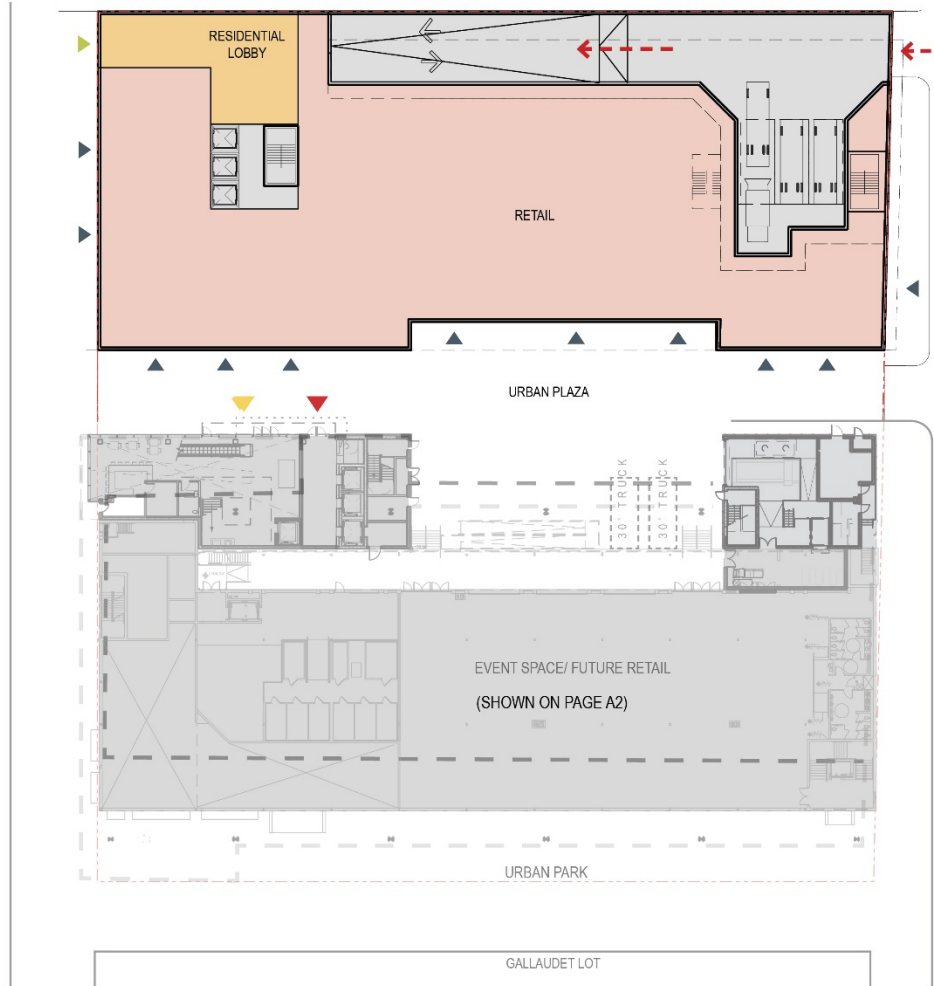 RESIDENTIAL
LOBBY
RETAIL
URBAN PLAZA
30' TRUCK
30' TRUCK
EVENT SPACE/ FUTURE RETAIL
(SHOWN ON PAGE A2)
URBAN PARK
GALLAUDET LOT